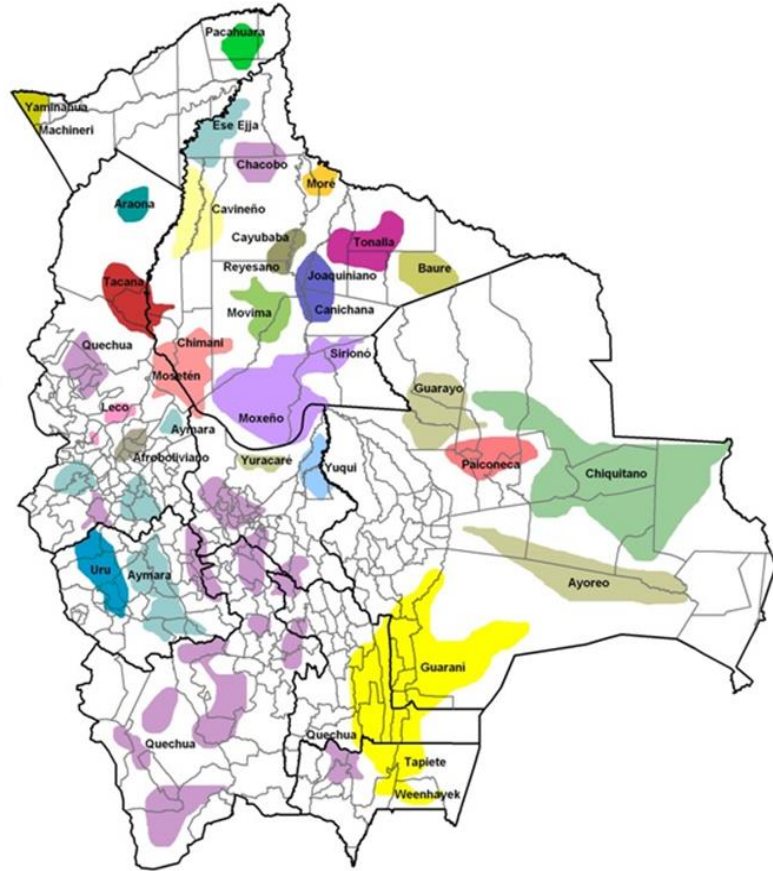 Pacahuara
Yaminahua
Machineri
Ese Ejja
Chacobo
Moré
Araona
Cavineño
Cayubaba
Tonalla
Reyesano
Joaquiniano
Baure
Tacana
Movima
Canichana
Quechua
Chimani
Sirionó
Mosetén
Guarayo
Leco
Moxeño
Aymara
Afroboliviano
Yuracaré
Yuqui
Paiconeca
Chiquitano
Uru
Aymara
Ayoreo
Guarani
Quechua
Quechua
Tapiete
Weenhayek